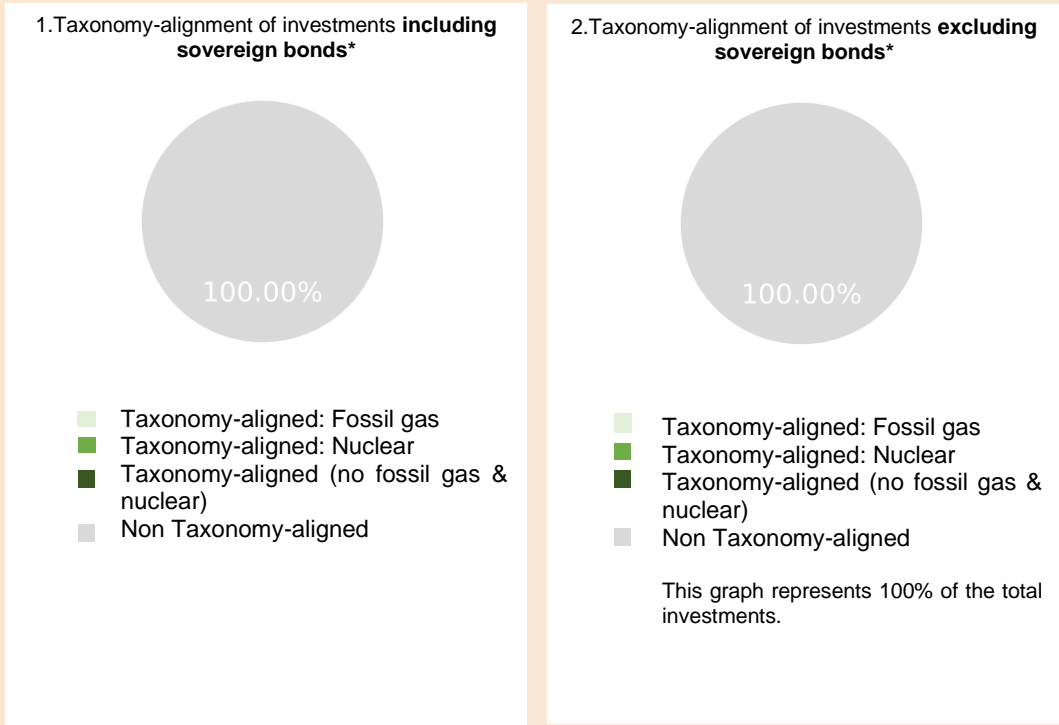 1.Taxonomy-alignment of investments including
sovereign bonds*
100.00%
Taxonomy-aligned: Fossil gas
Taxonomy-aligned: Nuclear
Taxonomy-aligned (no fossil gas &
nuclear)
Non Taxonomy-aligned
2.Taxonomy-alignment of investments excluding
sovereign bonds*
100.00%
Taxonomy-aligned: Fossil gas
Taxonomy-aligned: Nuclear
Taxonomy-aligned (no fossil gas &
nuclear)
Non Taxonomy-aligned
This graph represents 100% of the total
investments.